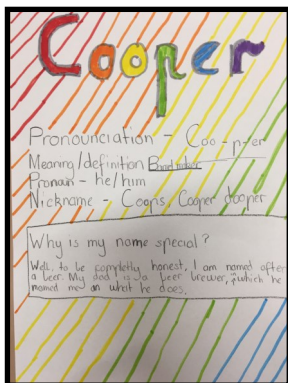 Cooper
Pronounciation - Coo-p-er
Meaning/definition Barrel maker
Pronoun - he/him
Nickname - Coops, Cooper dooper
Why is my name special?
Well, to be completly honest, I am named after
a beer. My dad is a beer brewer, which he
named me on what he does.